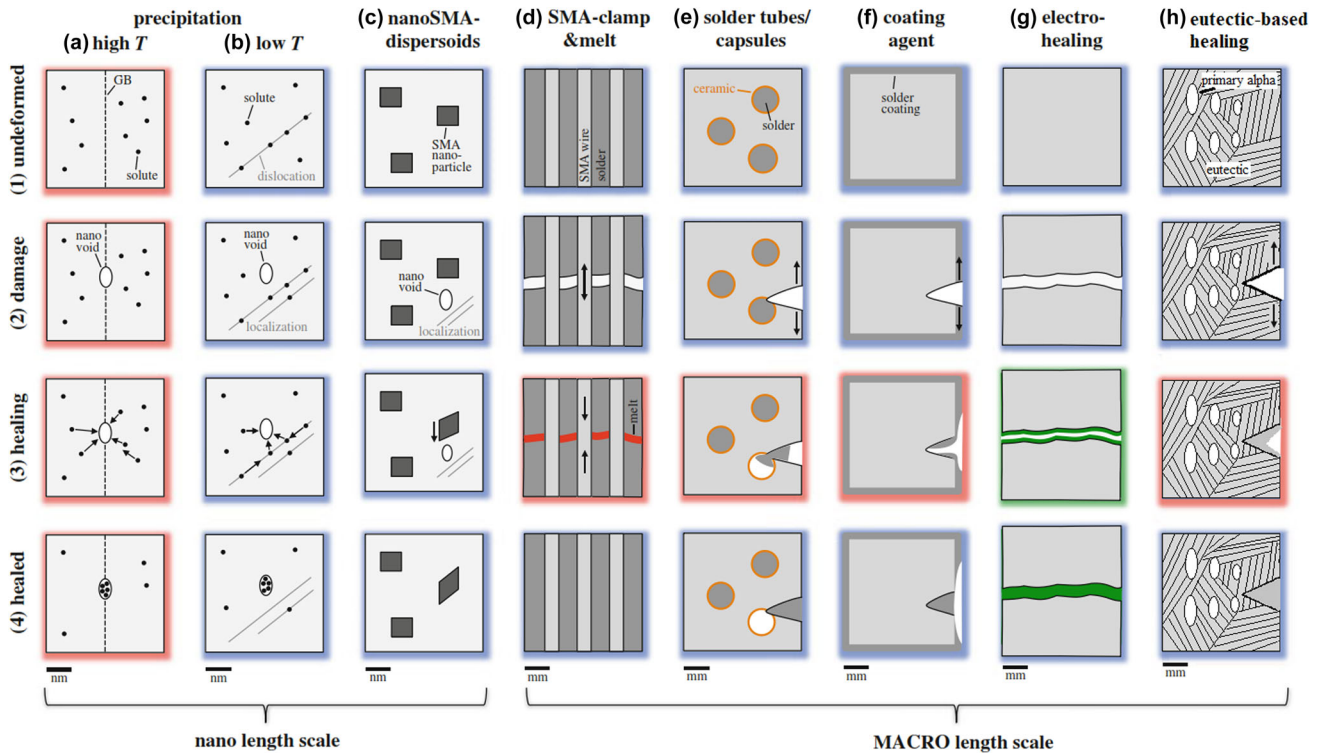 precipitation
(a) high T
(b) low T
(c) nanoSMA-
dispersoids
(d) SMA-clamp
&melt
(e) solder tubes/
capsules
(f) coating
agent
(g) electro-
healing
(h) eutectic-based
healing
(1) undeformed
GB
solute
solute
dislocation
SMA
nano-
particle
SMA wire
solder
ceramic
solder
solder
coating
primary alpha
eutectic
(2) damage
nano
void
nano
void
localization
nano
void
localization
(3) healing
melt
(4) healed
nm
nm
nm
mm
mm
mm
mm
mm
nano length scale
MACRO length scale